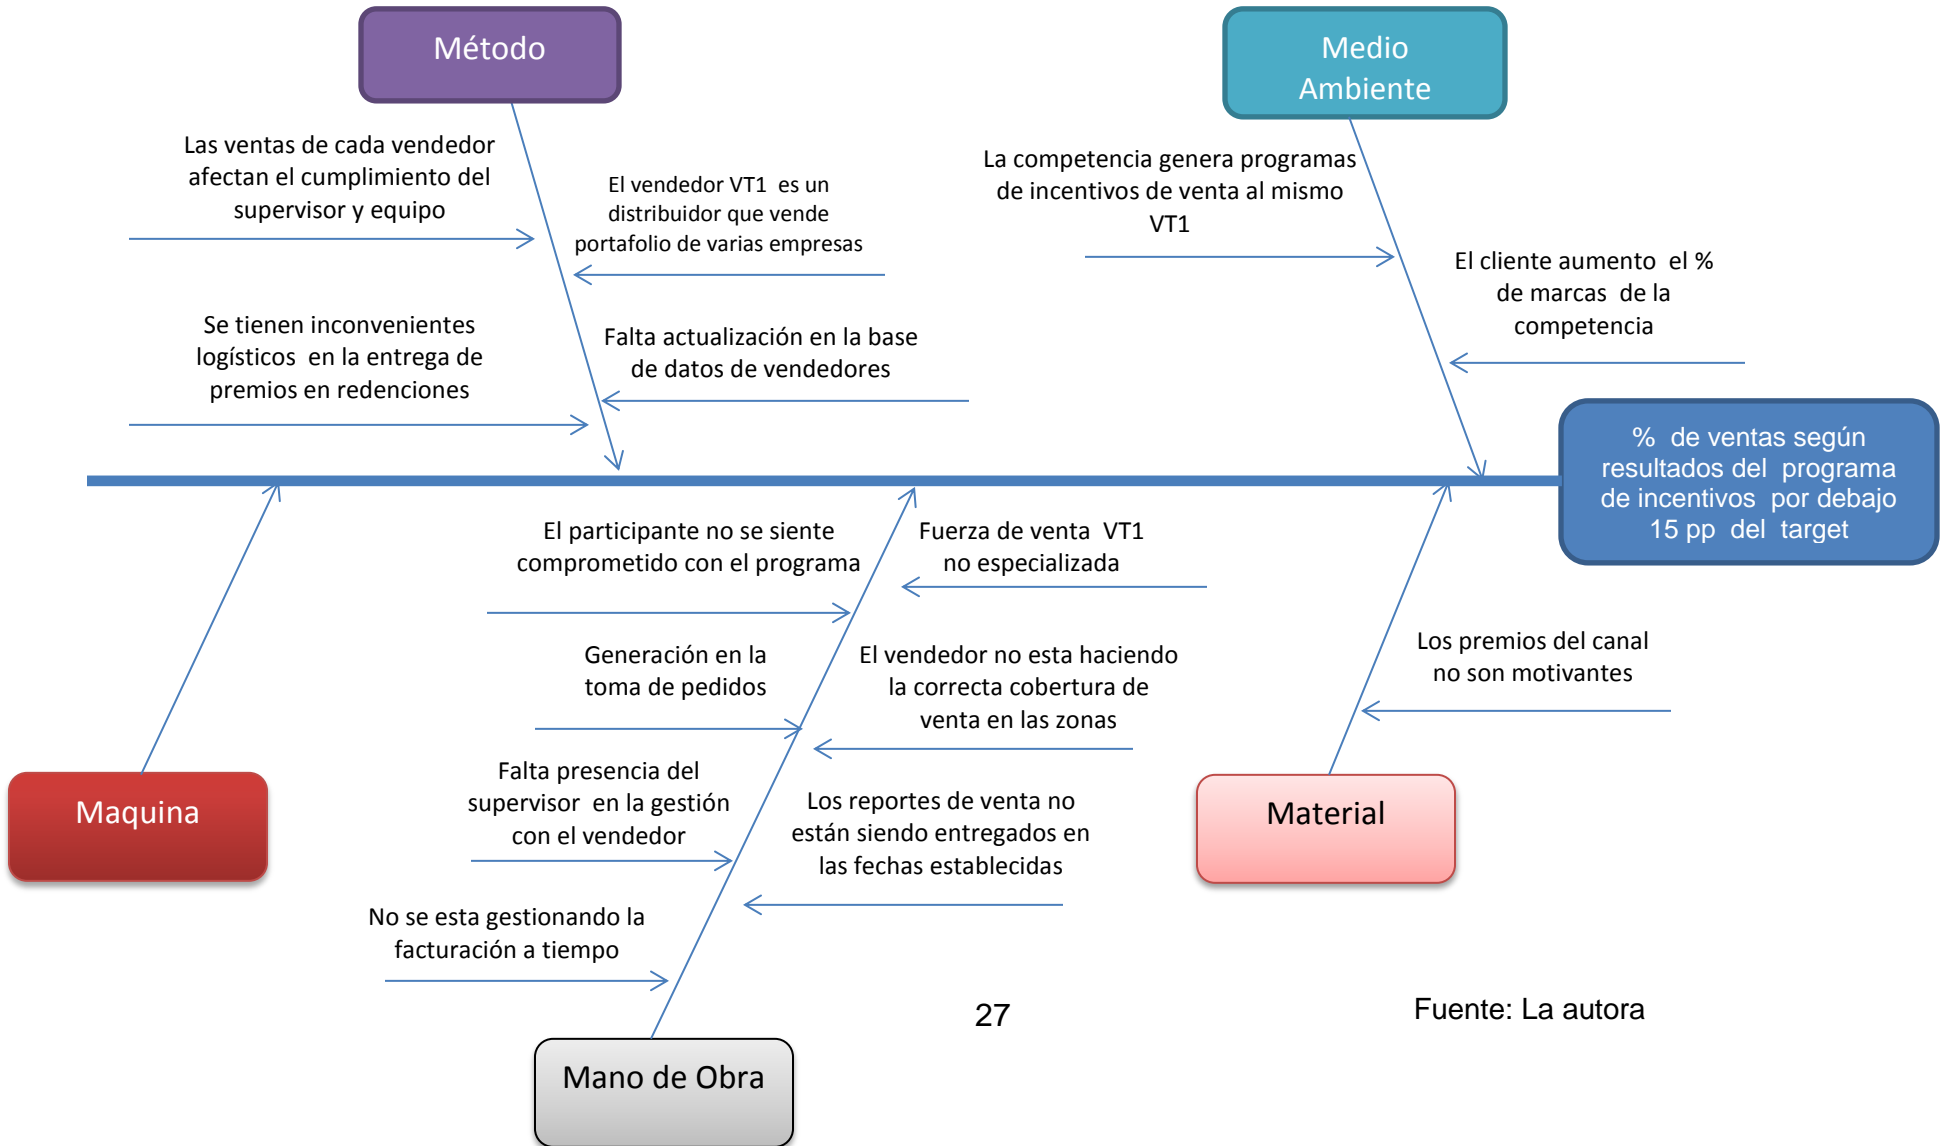 Método
Medio
Ambiente
Las ventas de cada vendedor
afectan el cumplimiento del
supervisor y equipo
El vendedor VT1 es un
distribuidor que vende
portafolio de varias empresas
Se tienen inconvenientes
logísticos en la entrega de
premios en redenciones
Falta actualización en la base
de datos de vendedores
La competencia genera programas
de incentivos de venta al mismo
VT1
El cliente aumento el %
de marcas de la
competencia
% de ventas según
resultados del programa
de incentivos por debajo
15 pp del target
El participante no se siente
comprometido con el programa
Fuerza de venta VT1
no especializada
Generación en la
toma de pedidos
El vendedor no esta haciendo
la correcta cobertura de
venta en las zonas
Los premios del canal
no son motivantes
Falta presencia del
supervisor en la gestión
con el vendedor
Los reportes de venta no
están siendo entregados en
las fechas establecidas
No se esta gestionando la
facturación a tiempo
Maquina
Material
Mano de Obra
27
Fuente: La autora